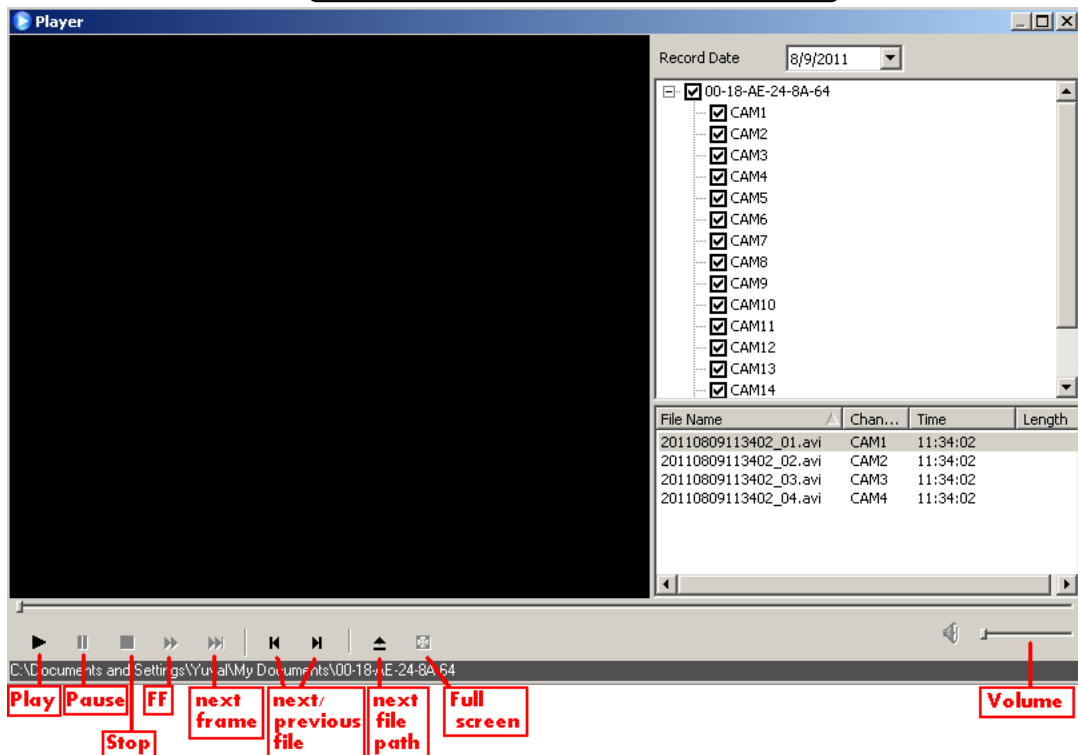 Player
Record Date 8/9/2011
00-18-AE-24-8A-64
CAM1
CAM2
CAM3
CAM4
CAM5
CAM6
CAM7
CAM8
CAM9
CAM10
CAM11
CAM12
CAM13
CAM14
File Name Chan... Time Length
20110809113402_01.avi CAM1 11:34:02
20110809113402_02.avi CAM2 11:34:02
20110809113402_03.avi CAM3 11:34:02
20110809113402_04.avi CAM4 11:34:02
C:\Documents and Settings\Yuval\My Documents\00-18-AE-24-8A-64
Play
Pause
Stop
FF
next
frame
next/
previous
file
next
file
path
Full
screen
Volume